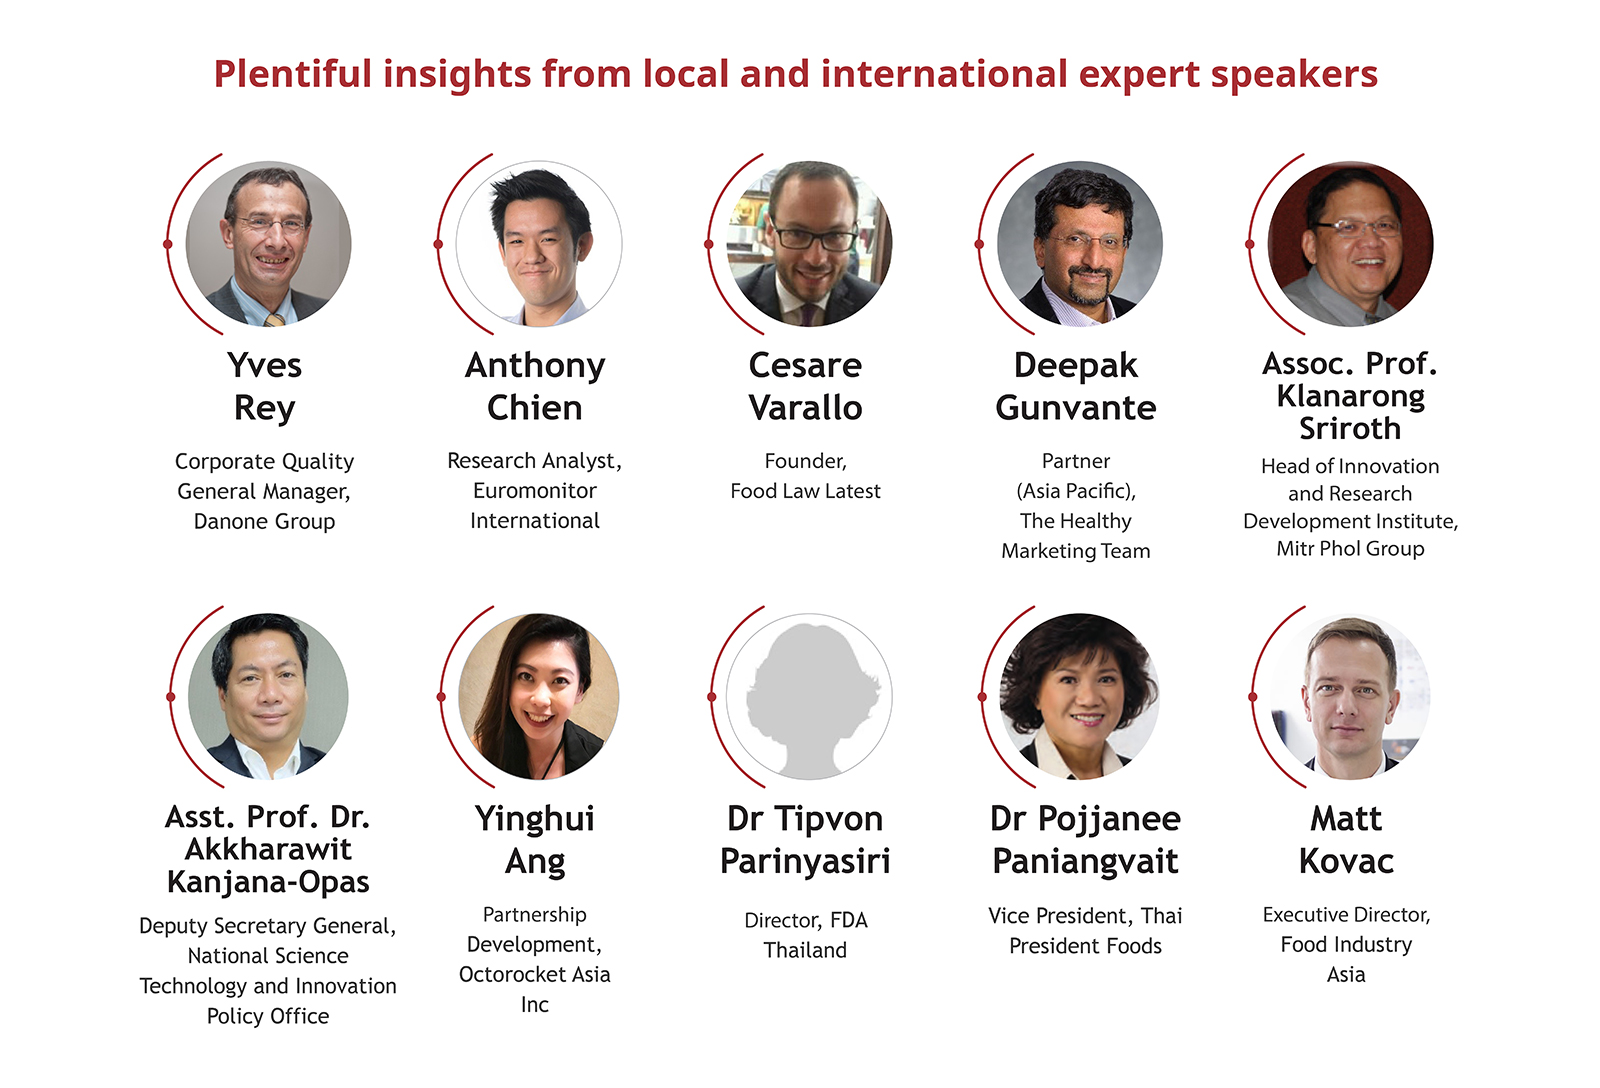 Plentiful insights from local and international expert speakers
Yves
Rey
Corporate Quality
General Manager,
Danone Group
Anthony
Chien
Research Analyst,
Euromonitor
International
Cesare
Varallo
Founder,
Food Law Latest
Deepak
Gunvante
Partner
(Asia Pacific),
The Healthy
Marketing Team
Assoc. Prof.
Klanarong
Sriroth
Head of Innovation
and Research
Development Institute,
Mitr Phol Group
Asst. Prof. Dr.
Akkharawit
Kanjana-Opas
Deputy Secretary General,
National Science
Technology and Innovation
Policy Office
Yinghui
Ang
Partnership
Development,
Octorocket Asia
Inc
Dr Tipvon
Parinyasiri
Director, FDA
Thailand
Dr Pojjanee
Paniangvait
Vice President, Thai
President Foods
Matt
Kovac
Executive Director,
Food Industry
Asia